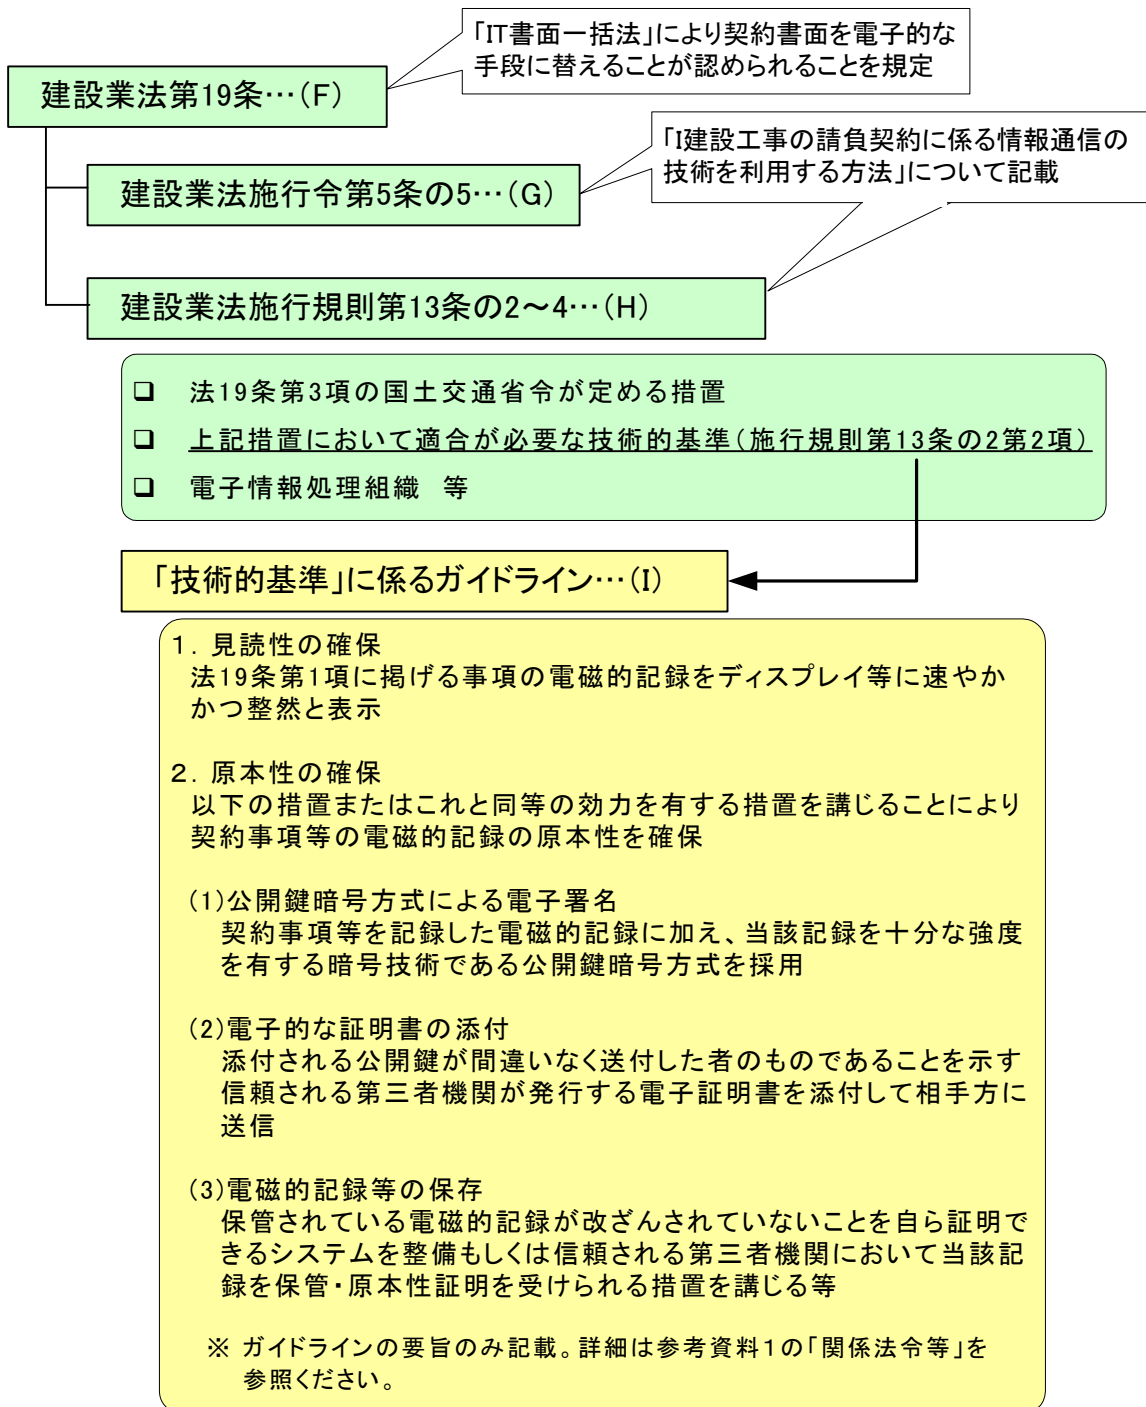 「IT書面一括法」により契約書面を電子的な
手段に替えることが認められることを規定
建設業法第19条…(F)
「I建設工事の請負契約に係る情報通信の
技術を利用する方法」について記載
建設業法施行令第5条の5…(G)
建設業法施行規則第13条の2～4…(H)
❑ 法19条第3項の国土交通省令が定める措置
❑ 上記措置において適合が必要な技術的基準(施行規則第13条の2第2項)
❑ 電子情報処理組織 等
「技術的基準」に係るガイドライン…(I)
1. 見読性の確保
法19条第1項に掲げる事項の電磁的記録をディスプレイ等に速やか
かつ整然と表示
2. 原本性の確保
以下の措置またはこれと同等の効力を有する措置を講じることにより
契約事項等の電磁的記録の原本性を確保
(1)公開鍵暗号方式による電子署名
契約事項等を記録した電磁的記録に加え、当該記録を十分な強度
を有する暗号技術である公開鍵暗号方式を採用
(2)電子的な証明書の添付
添付される公開鍵が間違いなく送付した者のものであることを示す
信頼される第三者機関が発行する電子証明書を添付して相手方に
送信
(3)電磁的記録等の保存
保管されている電磁的記録が改ざんされていないことを自ら証明で
きるシステムを整備もしくは信頼される第三者機関において当該記
録を保管・原本性証明を受けられる措置を講じる等
※ ガイドラインの要旨のみ記載。詳細は参考資料1の「関係法令等」を
参照ください。